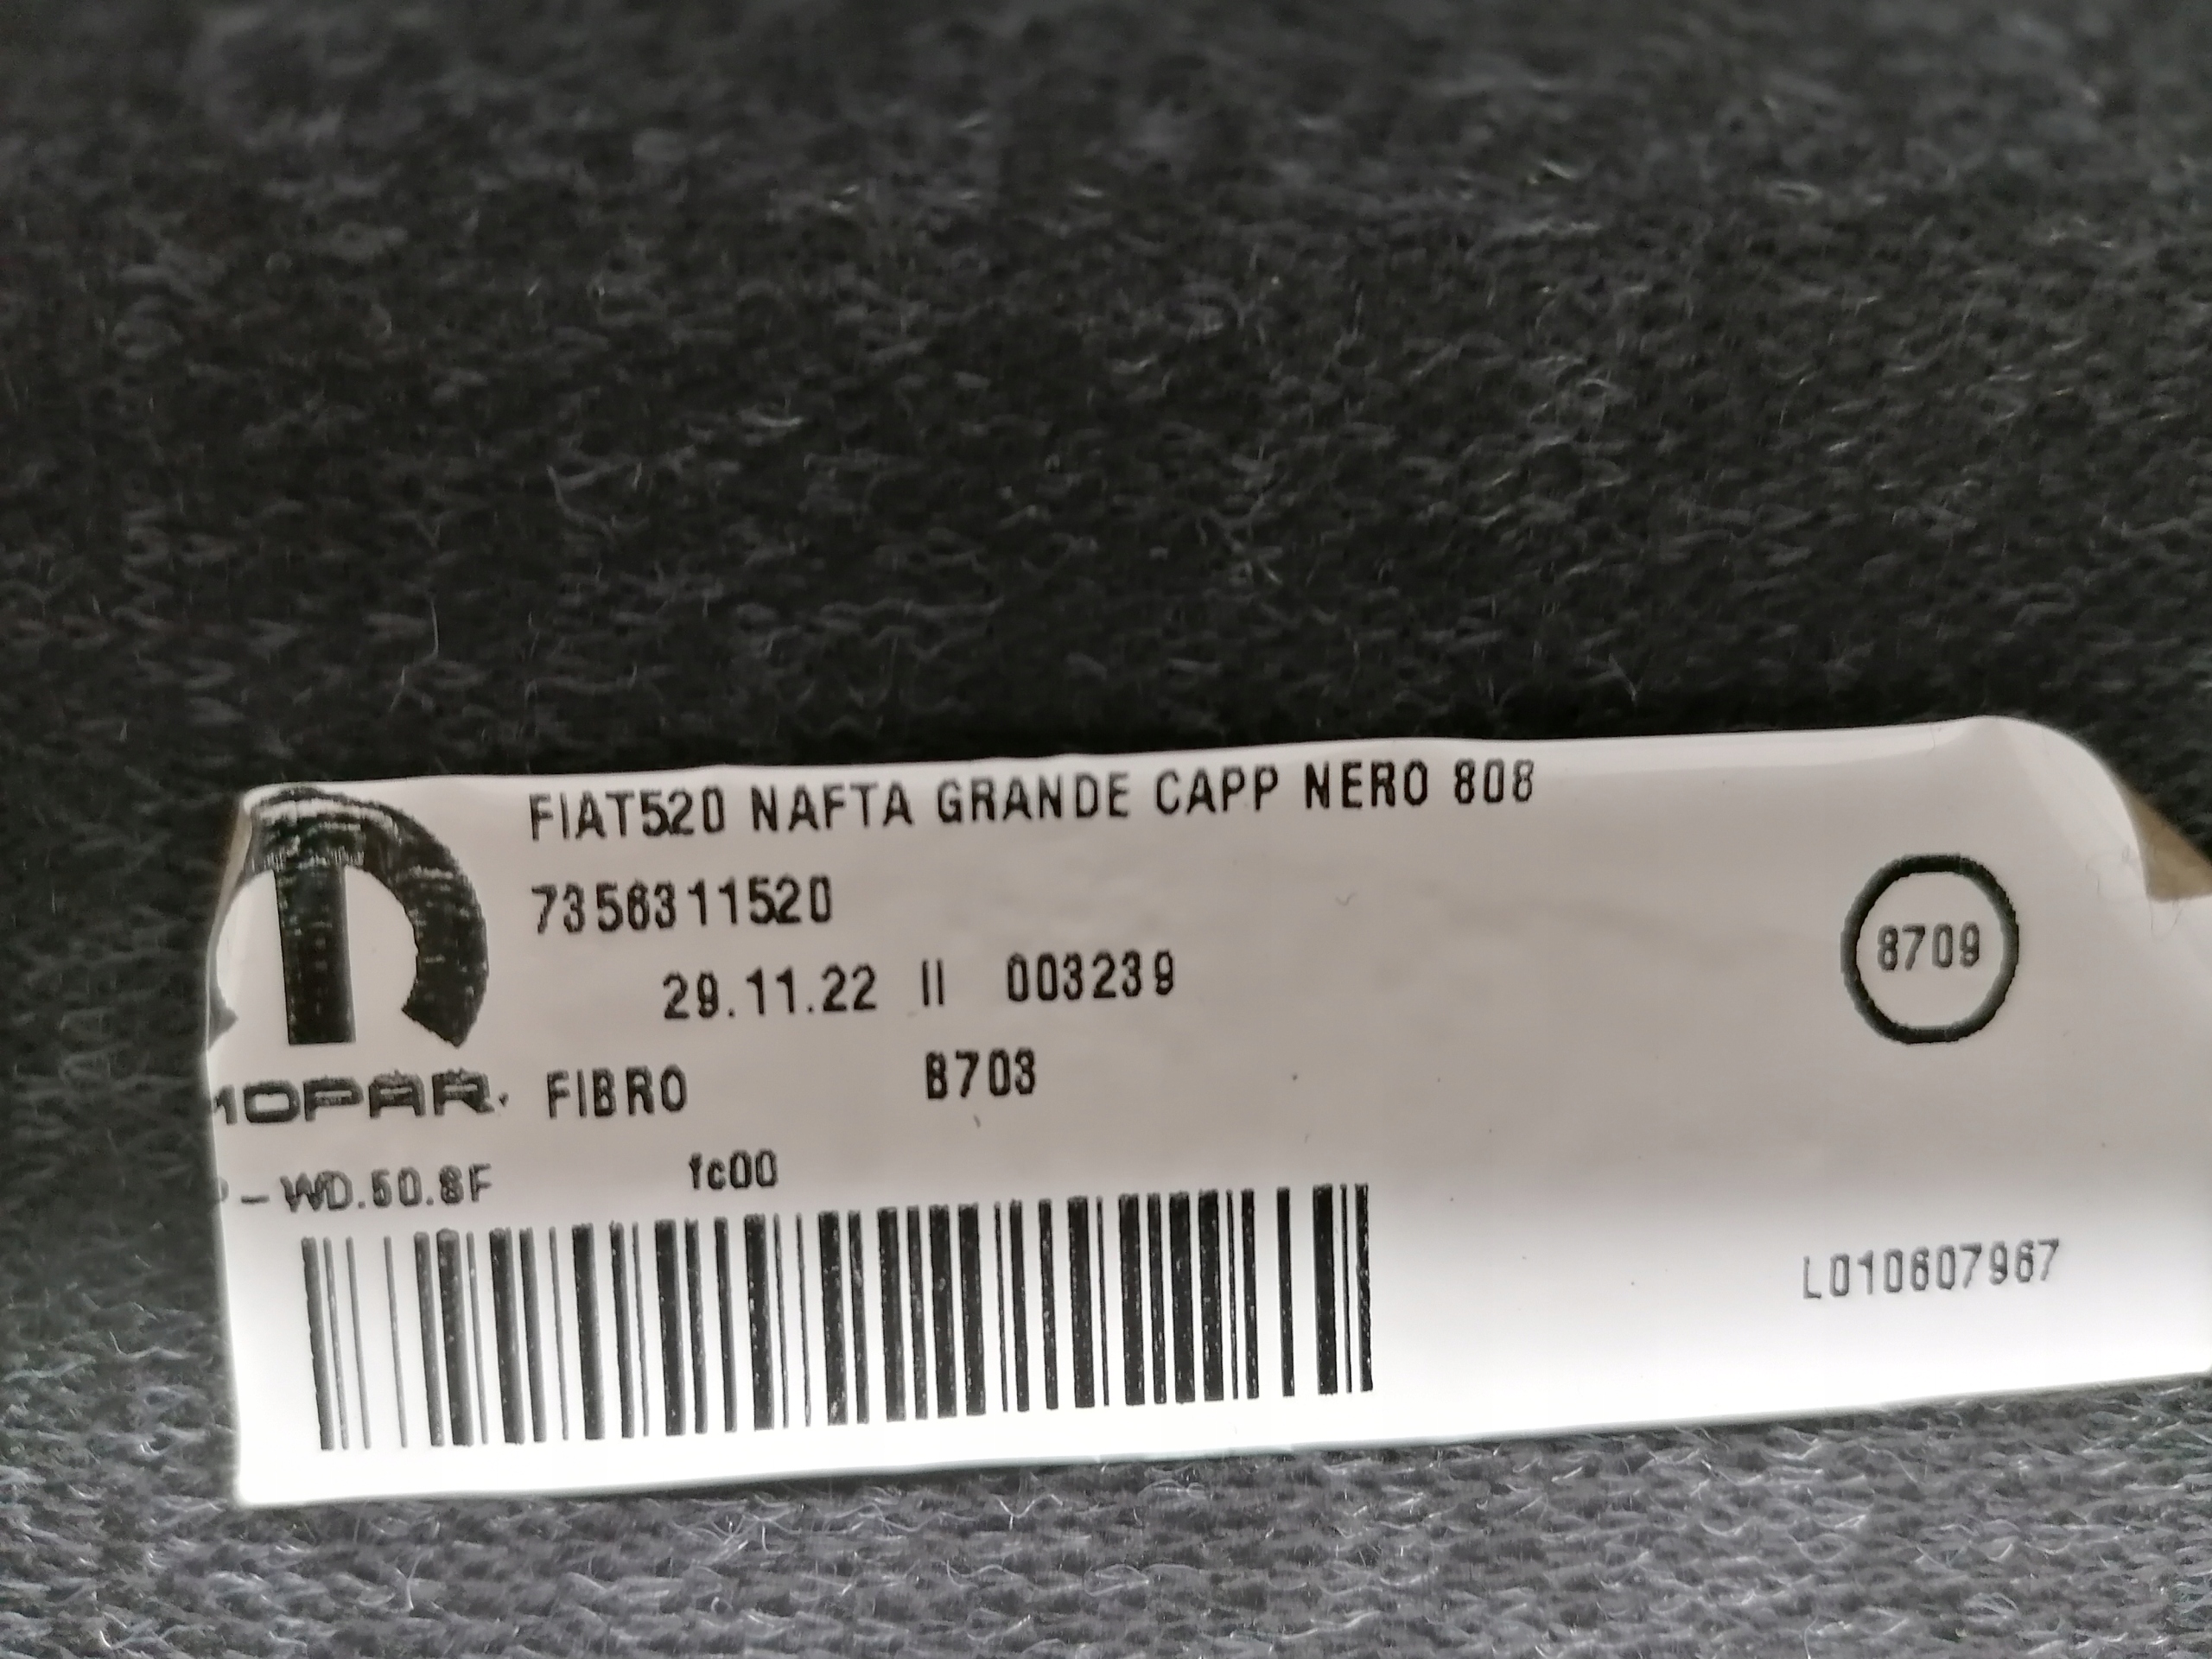 FIAT520 NAFTA GRANDE CAPP NERO 808
7356311520
8709
29.11.22 II 003239
MOPAR. FIBRO 8703
-WD.50.8F fc00
L010607967